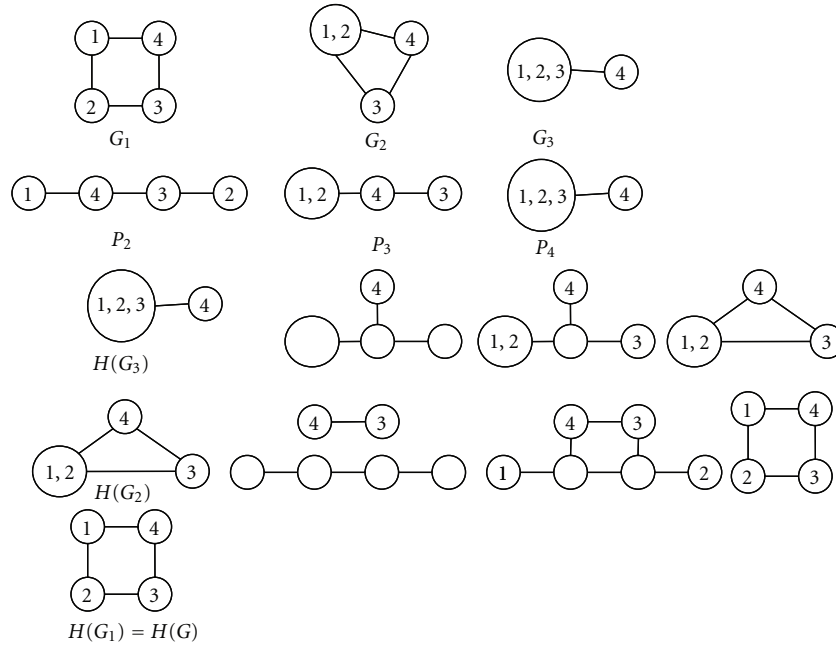 1 4 1, 2 4 1, 2, 3 4
2 3 3
G1 G2 G3
1 4 3 2 1, 2 4 3 1, 2, 3 4
P2 P3 P4
1, 2, 3 4 4 4 4
1, 2 3 1, 2 3
H(G3)
4 4 3 4 3 1 4
1, 2 3 1 2 2 3
H(G2)
1 4
2 3
H(G1) = H(G)